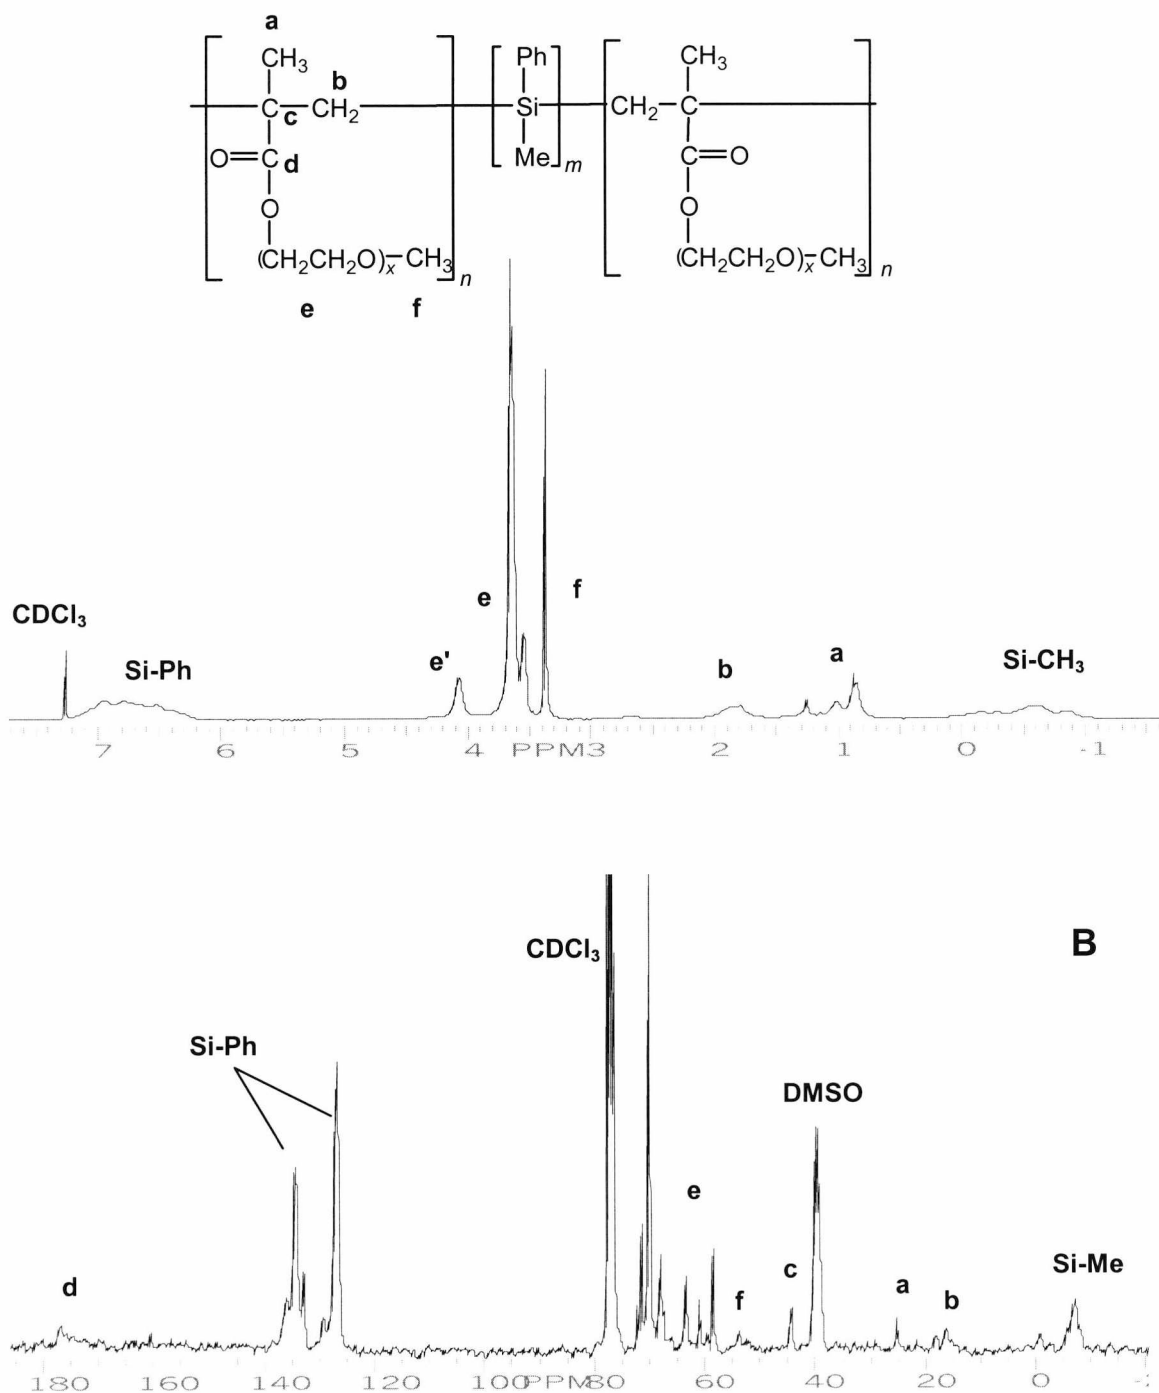 a
CH3 Ph CH3
b
C CH2 Si CH2 C
c
O C d Me m C O
O O
(CH2CH2O)x CH3 n (CH2CH2O)x CH3 n
e f
CDCl3
Si-Ph
e'
e
f
b
a
Si-CH3
7 6 5 4 PPM3 2 1 0 -1
B
CDCl3
Si-Ph
DMSO
d
e
f
c
a
b
Si-Me
180 160 140 120 100PPM80 60 40 20 0